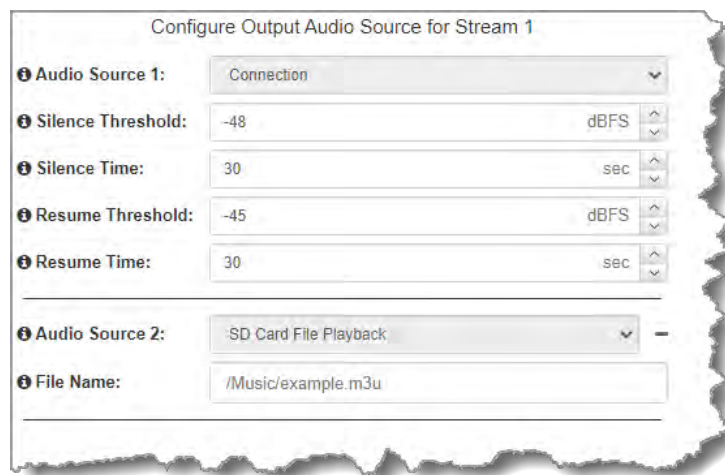 Configure Output Audio Source for Stream 1
Audio Source 1: Connection
Silence Threshold: -48 dBFS
Silence Time: 30 sec
Resume Threshold: -45 dBFS
Resume Time: 30 sec
Audio Source 2: SD Card File Playback
File Name: /Music/example.m3u